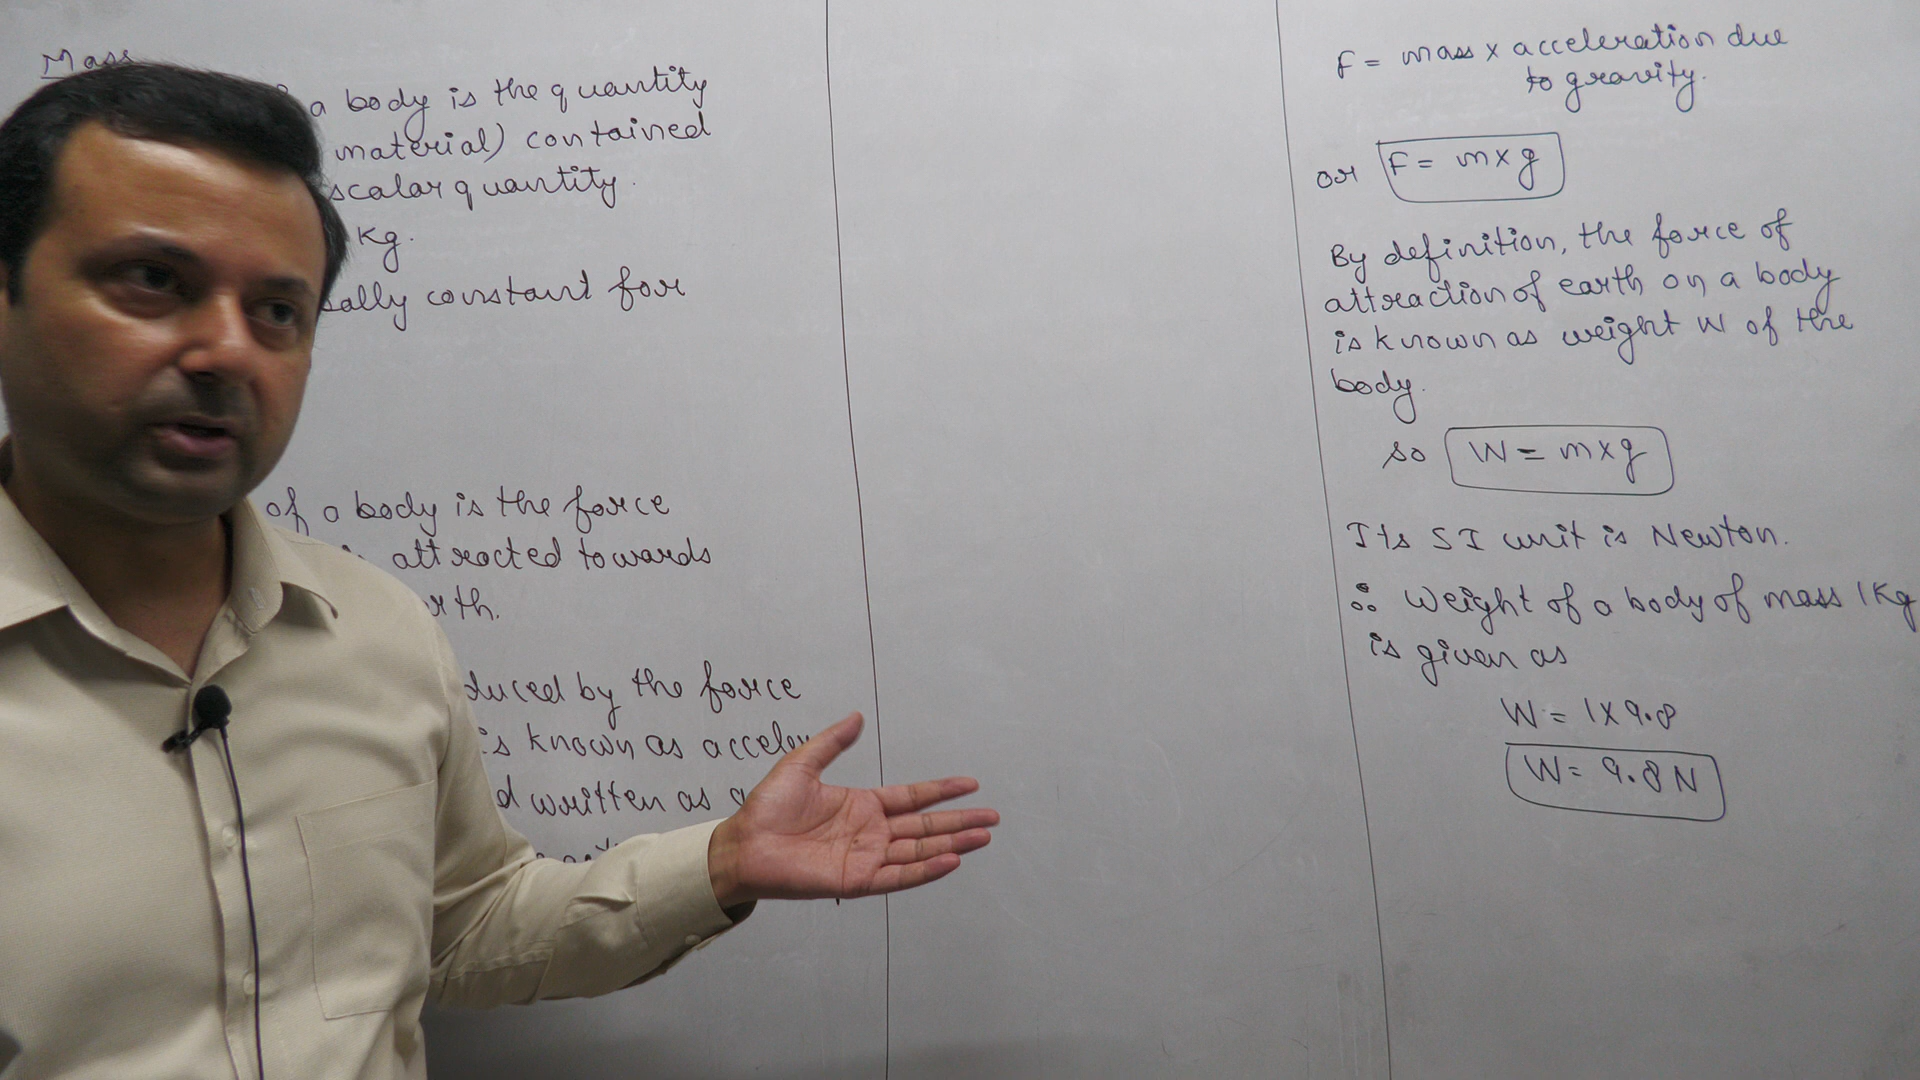 Mass
a body is the quantity
material) contained
scalar quantity.
Kg.
ally constant for
of a body is the force
attracted towards
rth.
duced by the force
is known as acceler
d written as g
F = mass x acceleration due
to gravity.
or F = m x g
By definition, the force of
attraction of earth on a body
is known as weight W of the
body.
so W = m x g
Its SI unit is Newton.
∴ Weight of a body of mass 1 Kg
is given as
W = 1 x 9.8
W = 9.8 N